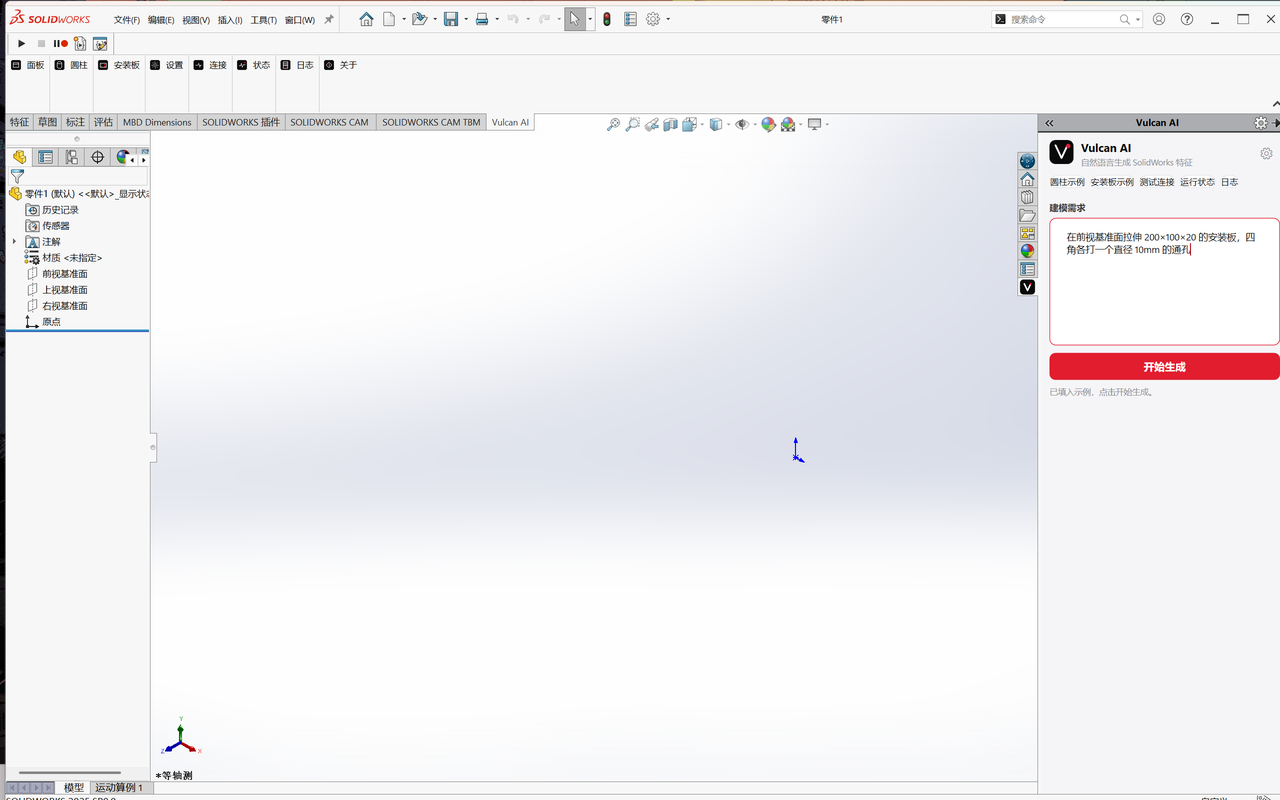 SOLIDWORKS 文件(F) 编辑(E) 视图(V) 插入(I) 工具(T) 窗口(W) 零件1 搜索命令
面板 圆柱 安装板 设置 连接 状态 日志 关于
特征 草图 标注 评估 MBD Dimensions SOLIDWORKS 插件 SOLIDWORKS CAM SOLIDWORKS CAM TBM Vulcan AI
零件1 (默认) <<默认>_显示状态
历史记录
传感器
注解
材质 <未指定>
前视基准面
上视基准面
右视基准面
原点
Y
Z X
*等轴测
Vulcan AI
Vulcan AI
自然语言生成 SolidWorks 特征
圆柱示例 安装板示例 测试连接 运行状态 日志
建模需求
在前视基准面拉伸 200×100×20 的安装板，四
角各打一个直径 10mm 的通孔
开始生成
已填入示例，点击开始生成。
模型 运动算例 1
SOLIDWORKS 2025 SP0.0